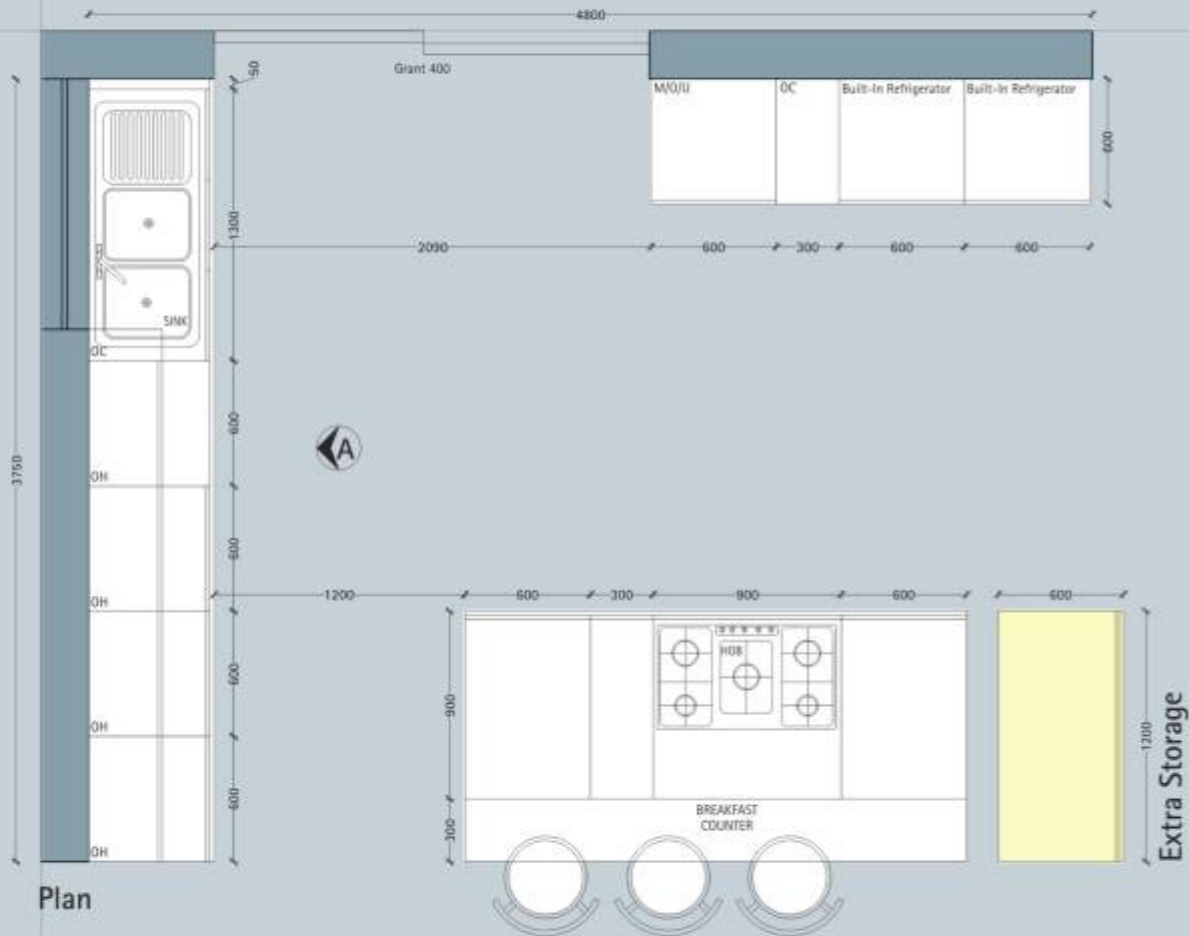 4800
50
Grant 400
M/O/U
OC
Built-In Refrigerator
Built-In Refrigerator
600
1300
2090
600
300
600
600
SINK
OC
3750
600
A
OH
600
OH
1200
600
300
900
600
600
HOB
600
900
1200
OH
600
BREAKFAST
COUNTER
300
OH
Extra Storage
Plan